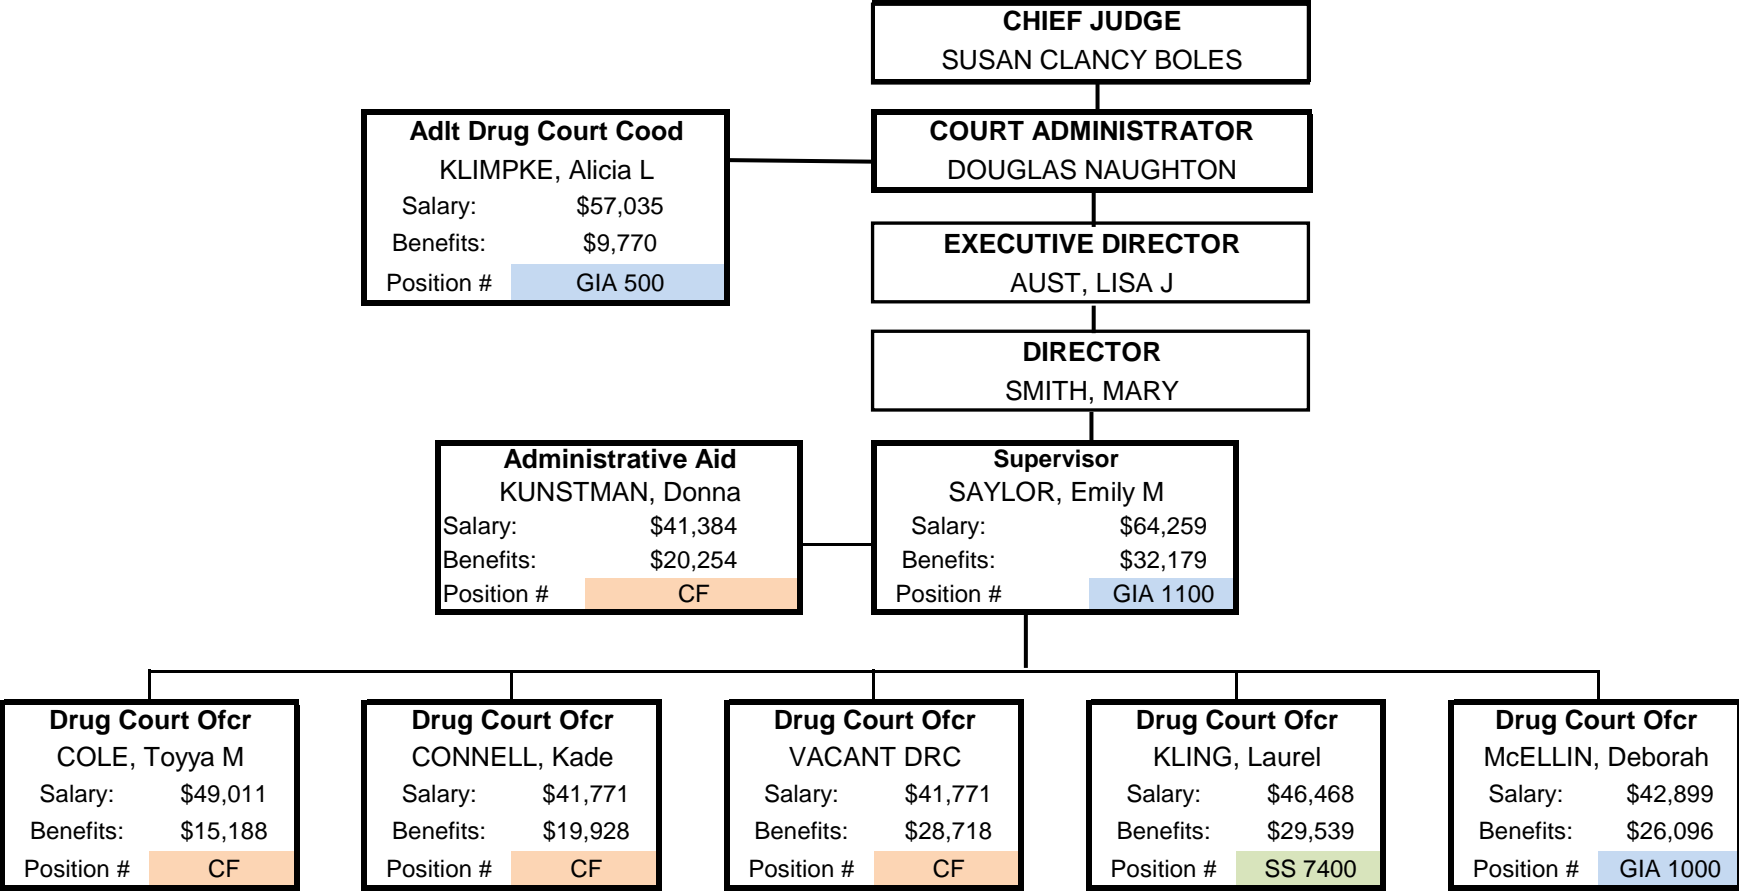 CHIEF JUDGE
SUSAN CLANCY BOLES
Adlt Drug Court Cood
KLIMPKE, Alicia L
Salary: $57,035
Benefits: $9,770
Position # GIA 500
COURT ADMINISTRATOR
DOUGLAS NAUGHTON
EXECUTIVE DIRECTOR
AUST, LISA J
DIRECTOR
SMITH, MARY
Administrative Aid
KUNSTMAN, Donna
Salary: $41,384
Benefits: $20,254
Position # CF
Supervisor
SAYLOR, Emily M
Salary: $64,259
Benefits: $32,179
Position # GIA 1100
Drug Court Ofcr
COLE, Toyya M
Salary: $49,011
Benefits: $15,188
Position # CF
Drug Court Ofcr
CONNELL, Kade
Salary: $41,771
Benefits: $19,928
Position # CF
Drug Court Ofcr
VACANT DRC
Salary: $41,771
Benefits: $28,718
Position # CF
Drug Court Ofcr
KLING, Laurel
Salary: $46,468
Benefits: $29,539
Position # SS 7400
Drug Court Ofcr
McELLIN, Deborah
Salary: $42,899
Benefits: $26,096
Position # GIA 1000